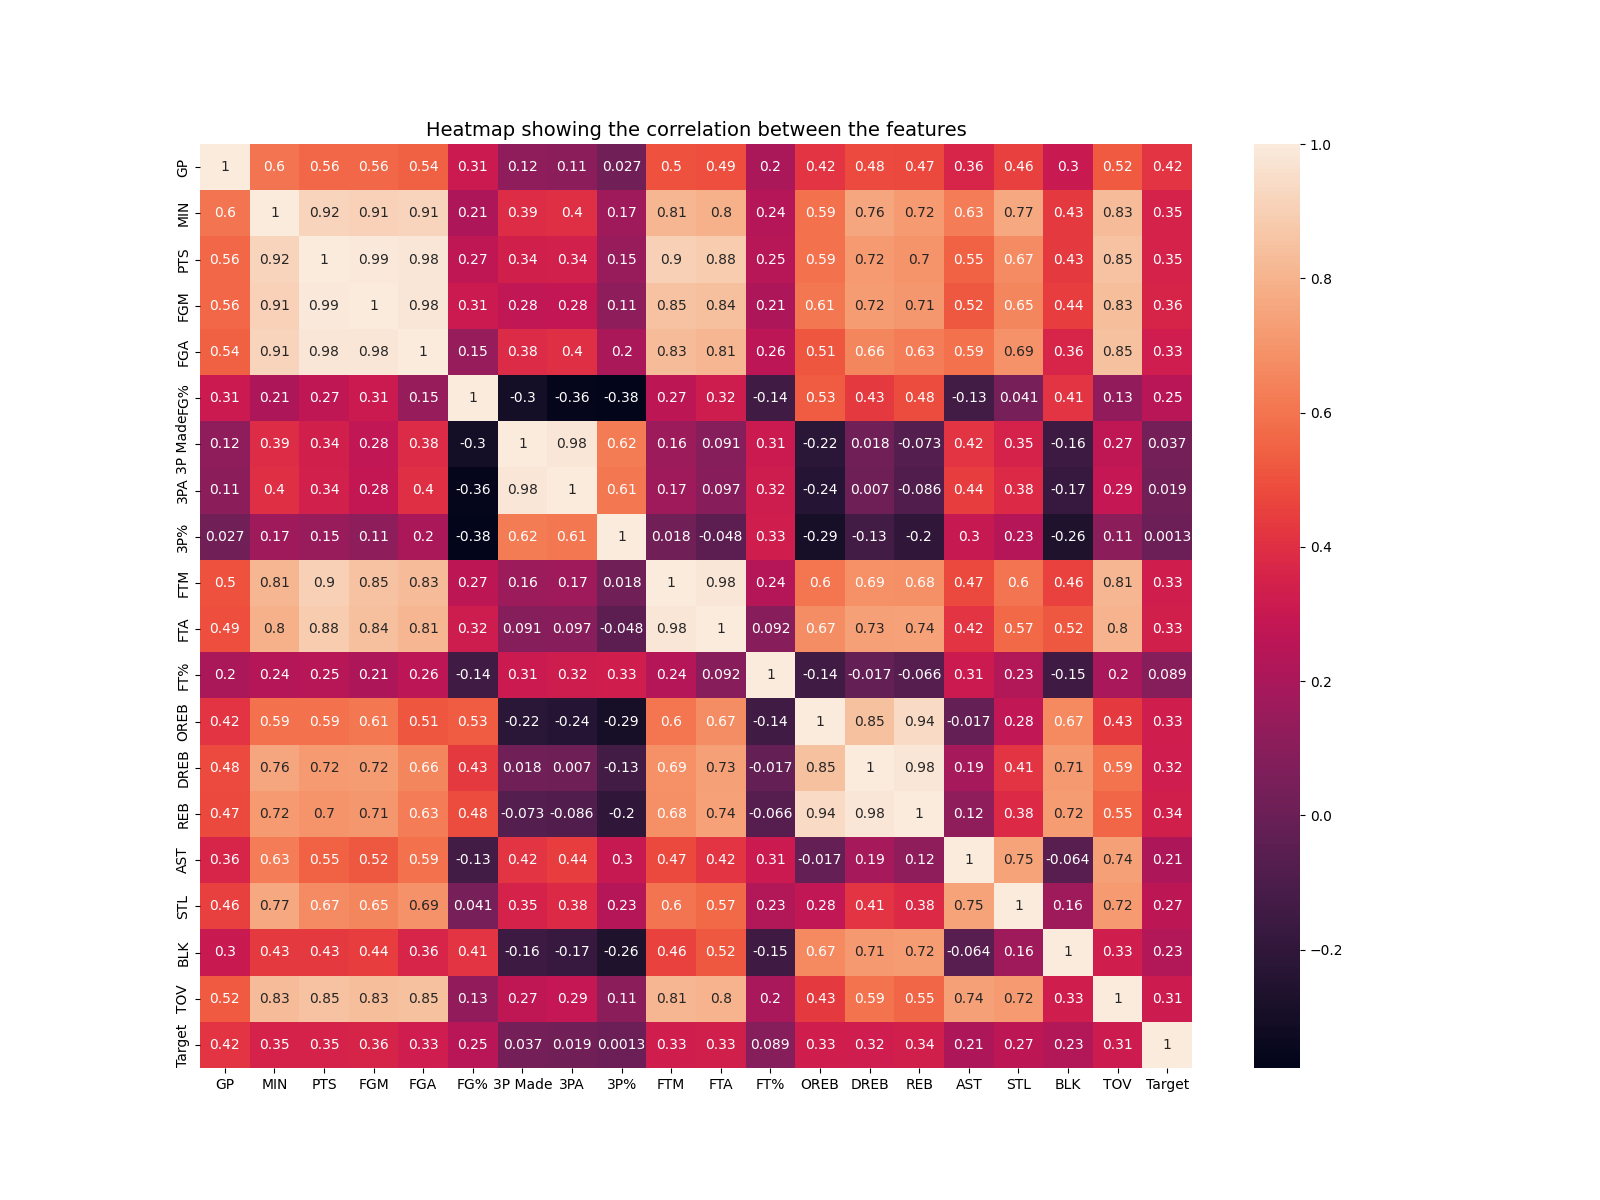 Heatmap showing the correlation between the features
GP 1 0.6 0.56 0.56 0.54 0.31 0.12 0.11 0.027 0.5 0.49 0.2 0.42 0.48 0.47 0.36 0.46 0.3 0.52 0.42
MIN 0.6 1 0.92 0.91 0.91 0.21 0.39 0.4 0.17 0.81 0.8 0.24 0.59 0.76 0.72 0.63 0.77 0.43 0.83 0.35
PTS 0.56 0.92 1 0.99 0.98 0.27 0.34 0.34 0.15 0.9 0.88 0.25 0.59 0.72 0.7 0.55 0.67 0.43 0.85 0.35
FGM 0.56 0.91 0.99 1 0.98 0.31 0.28 0.28 0.11 0.85 0.84 0.21 0.61 0.72 0.71 0.52 0.65 0.44 0.83 0.36
FGA 0.54 0.91 0.98 0.98 1 0.15 0.38 0.4 0.2 0.83 0.81 0.26 0.51 0.66 0.63 0.59 0.69 0.36 0.85 0.33
FG% 0.31 0.21 0.27 0.31 0.15 1 -0.3 -0.36 -0.38 0.27 0.32 -0.14 0.53 0.43 0.48 -0.13 0.041 0.41 0.13 0.25
3P Made 0.12 0.39 0.34 0.28 0.38 -0.3 1 0.98 0.62 0.16 0.091 0.31 -0.22 0.018 -0.073 0.42 0.35 -0.16 0.27 0.037
3PA 0.11 0.4 0.34 0.28 0.4 -0.36 0.98 1 0.61 0.17 0.097 0.32 -0.24 0.007 -0.086 0.44 0.38 -0.17 0.29 0.019
3P% 0.027 0.17 0.15 0.11 0.2 -0.38 0.62 0.61 1 0.018 -0.048 0.33 -0.29 -0.13 -0.2 0.3 0.23 -0.26 0.11 0.0013
FTM 0.5 0.81 0.9 0.85 0.83 0.27 0.16 0.17 0.018 1 0.98 0.24 0.6 0.69 0.68 0.47 0.6 0.46 0.81 0.33
FTA 0.49 0.8 0.88 0.84 0.81 0.32 0.091 0.097 -0.048 0.98 1 0.092 0.67 0.73 0.74 0.42 0.57 0.52 0.8 0.33
FT% 0.2 0.24 0.25 0.21 0.26 -0.14 0.31 0.32 0.33 0.24 0.092 1 -0.14 -0.017 -0.066 0.31 0.23 -0.15 0.2 0.089
OREB 0.42 0.59 0.59 0.61 0.51 0.53 -0.22 -0.24 -0.29 0.6 0.67 -0.14 1 0.85 0.94 -0.017 0.28 0.67 0.43 0.33
DREB 0.48 0.76 0.72 0.72 0.66 0.43 0.018 0.007 -0.13 0.69 0.73 -0.017 0.85 1 0.98 0.19 0.41 0.71 0.59 0.32
REB 0.47 0.72 0.7 0.71 0.63 0.48 -0.073 -0.086 -0.2 0.68 0.74 -0.066 0.94 0.98 1 0.12 0.38 0.72 0.55 0.34
AST 0.36 0.63 0.55 0.52 0.59 -0.13 0.42 0.44 0.3 0.47 0.42 0.31 -0.017 0.19 0.12 1 0.75 -0.064 0.74 0.21
STL 0.46 0.77 0.67 0.65 0.69 0.041 0.35 0.38 0.23 0.6 0.57 0.23 0.28 0.41 0.38 0.75 1 0.16 0.72 0.27
BLK 0.3 0.43 0.43 0.44 0.36 0.41 -0.16 -0.17 -0.26 0.46 0.52 -0.15 0.67 0.71 0.72 -0.064 0.16 1 0.33 0.23
TOV 0.52 0.83 0.85 0.83 0.85 0.13 0.27 0.29 0.11 0.81 0.8 0.2 0.43 0.59 0.55 0.74 0.72 0.33 1 0.31
Target 0.42 0.35 0.35 0.36 0.33 0.25 0.037 0.019 0.0013 0.33 0.33 0.089 0.33 0.32 0.34 0.21 0.27 0.23 0.31 1
GP MIN PTS FGM FGA FG% 3P Made 3PA 3P% FTM FTA FT% OREB DREB REB AST STL BLK TOV Target
1.0
0.8
0.6
0.4
0.2
0.0
−0.2